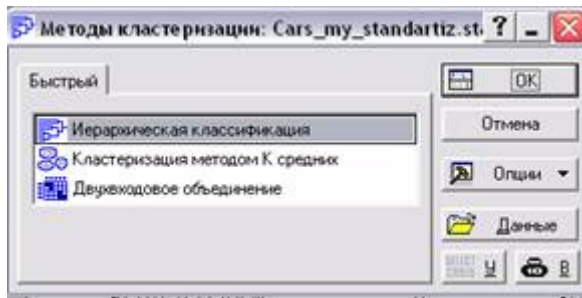 Методы кластеризации: Cars_my_standartiz.st
Быстрый
OK
Иерархическая классификация
Отмена
Кластеризация методом К средних
Двухвходовое объединение
Опции
Данные
У В